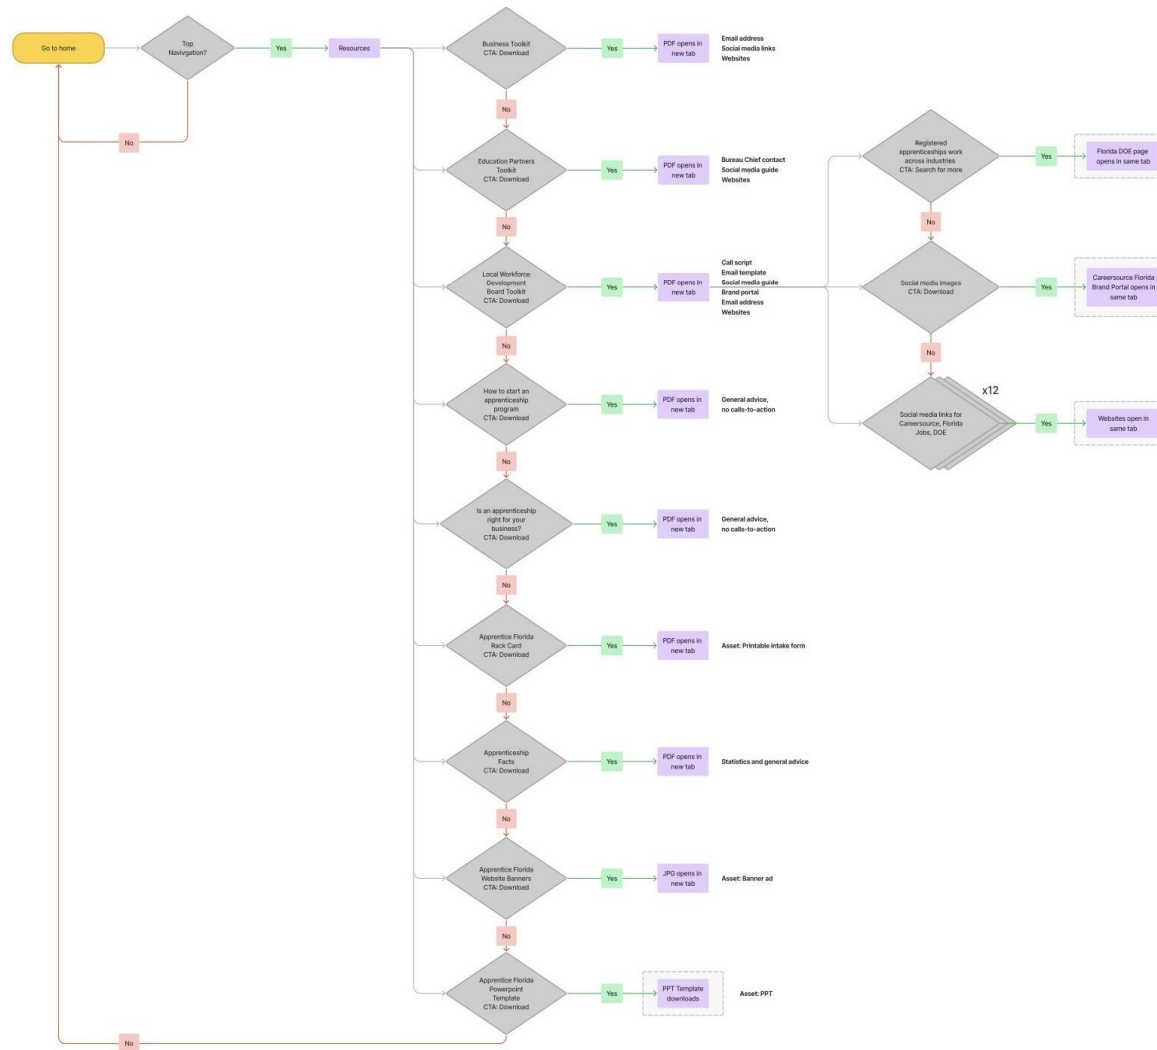 Go to home
Top
Navirgation?
Yes
Resources
No
Business Toolkit
CTA: Download
Yes
PDF opens in
new tab
Email address
Social media links
Websites
No
Education Partners
Toolkit
CTA: Download
Yes
PDF opens in
new tab
Bureau Chief contact
Social media guide
Websites
No
Local Workforce
Development
Board Toolkit
CTA: Download
Yes
PDF opens in
new tab
Call script
Email template
Social media guide
Brand portal
Email address
Websites
Registered
apprenticeships work
across industries
CTA: Search for more
Yes
Florida DOE page
opens in same tab
No
Social media images
CTA: Download
Yes
Careersource Florida
Brand Portal opens in
same tab
No
x12
Social media links for
Careersource, Florida
Jobs, DOE
Yes
Websites open in
same tab
No
How to start an
apprenticeship
program
CTA: Download
Yes
PDF opens in
new tab
General advice,
no calls-to-action
No
Is an apprenticeship
right for your
business?
CTA: Download
Yes
PDF opens in
new tab
General advice,
no calls-to-action
No
Apprentice Florida
Rack Card
CTA: Download
Yes
PDF opens in
new tab
Asset: Printable intake form
No
Apprenticeship
Facts
CTA: Download
Yes
PDF opens in
new tab
Statistics and general advice
No
Apprentice Florida
Website Banners
CTA: Download
Yes
JPG opens in
new tab
Asset: Banner ad
No
Apprentice Florida
Powerpoint
Template
CTA: Download
Yes
PPT Template
downloads
Asset: PPT
No